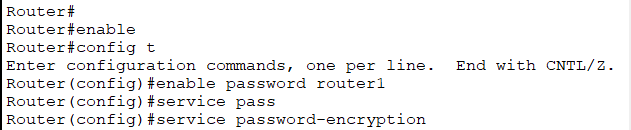 Router#
Router#enable
Router#config t
Enter configuration commands, one per line.  End with CNTL/Z.
Router(config)#enable password router1
Router(config)#service pass
Router(config)#service password-encryption